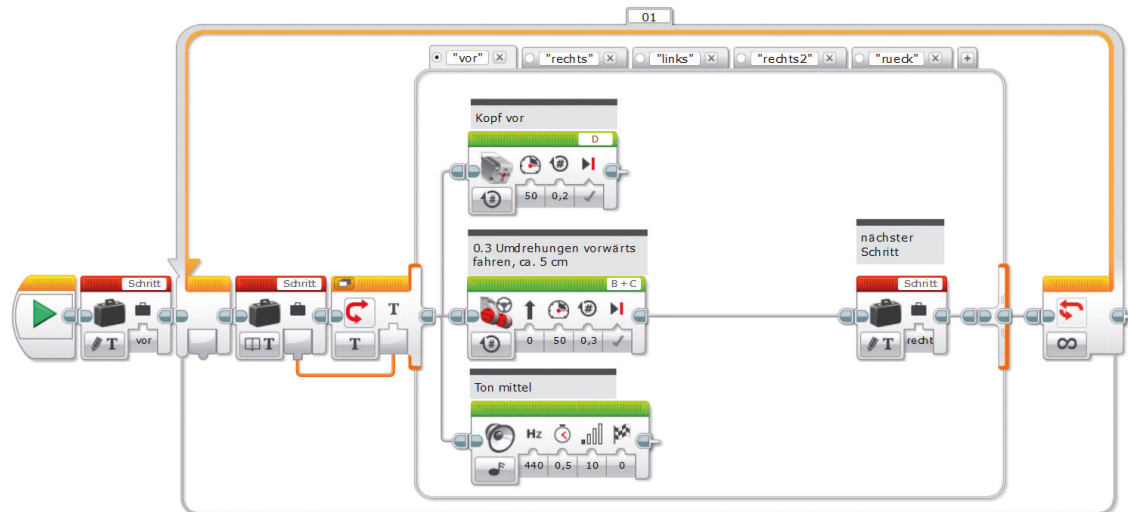 01
"vor" "rechts" "links" "rechts2" "rueck" +
Kopf vor
D
#
# 50 0,2
0.3 Umdrehungen vorwärts
fahren, ca. 5 cm
nächster
Schritt
Schritt Schritt B + C Schritt
T #
T vor T T # 0 50 0,3 T recht ∞
Ton mittel
Hz
440 0,5 10 0